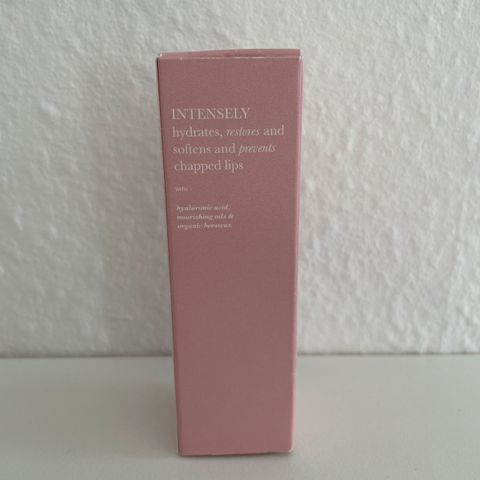 INTENSELY
hydrates, restores and
softens and prevents
chapped lips
with
hyaluronic acid,
nourishing oils &
organic beeswax